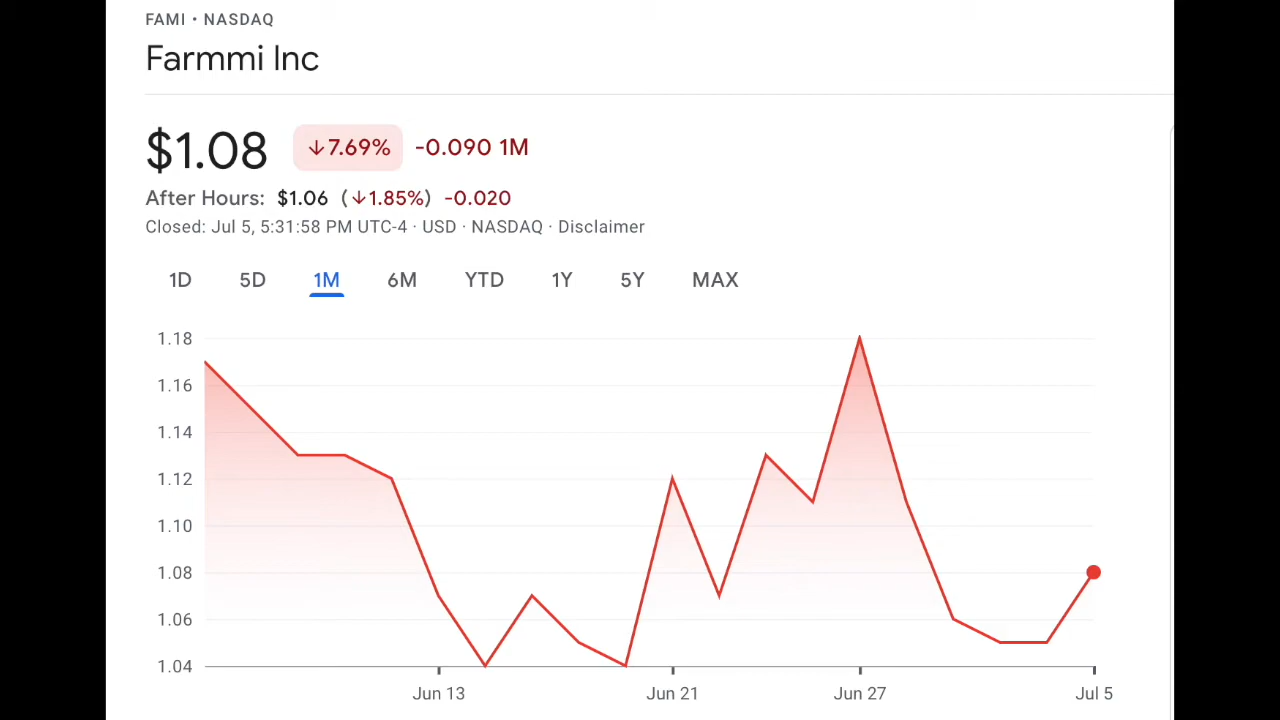 FAMI • NASDAQ
Farmmi Inc
$1.08 ↓7.69% -0.090 1M
After Hours: $1.06 (↓1.85%) -0.020
Closed: Jul 5, 5:31:58 PM UTC-4 · USD · NASDAQ · Disclaimer
1D 5D 1M 6M YTD 1Y 5Y MAX
1.18
1.16
1.14
1.12
1.10
1.08
1.06
1.04
Jun 13 Jun 21 Jun 27 Jul 5